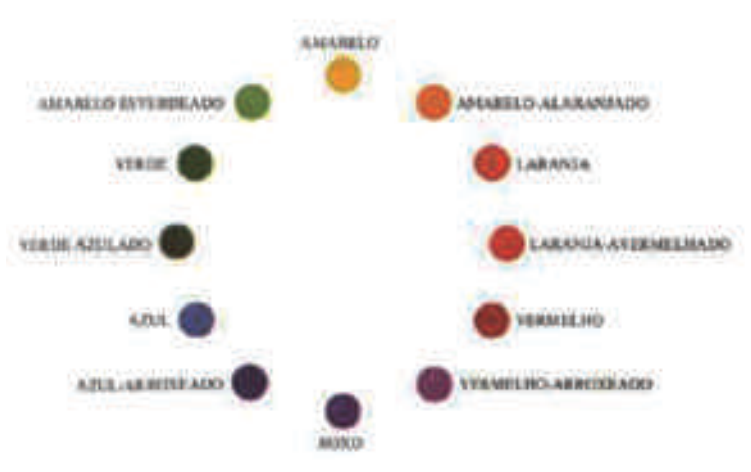 AMARELO
AMARELO-ESVERDEADO
AMARELO-ALARANJADO
VERDE
LARANJA
VERDE-AZULADO
LARANJA-AVERMELHADO
AZUL
VERMELHO
AZUL-ARROXEADO
VERMELHO-ARROXEADO
ROXO